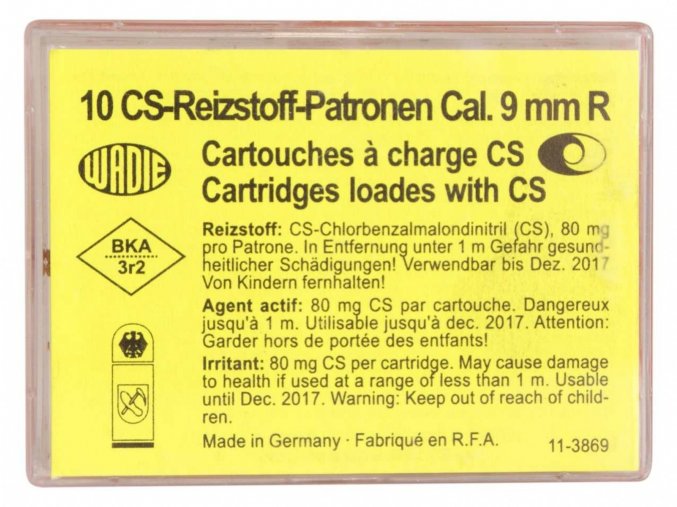 10 CS-Reizstoff-Patronen Cal. 9 mm R
WADIE
Cartouches à charge CS
Cartridges loades with CS
BKA
3r2
Reizstoff: CS-Chlorbenzalmalondinitril (CS), 80 mg
pro Patrone. In Entfernung unter 1 m Gefahr gesund-
heitlicher Schädigungen! Verwendbar bis Dez. 2017
Von Kindern fernhalten!
Agent actif: 80 mg CS par cartouche. Dangereux
jusqu'à 1 m. Utilisable jusqu'à dec. 2017. Attention:
Garder hors de portée des entfants!
Irritant: 80 mg CS per cartridge. May cause damage
to health if used at a range of less than 1 m. Usable
until Dec. 2017. Warning: Keep out of reach of child-
ren.
Made in Germany · Fabriqué en R.F.A.
11-3869